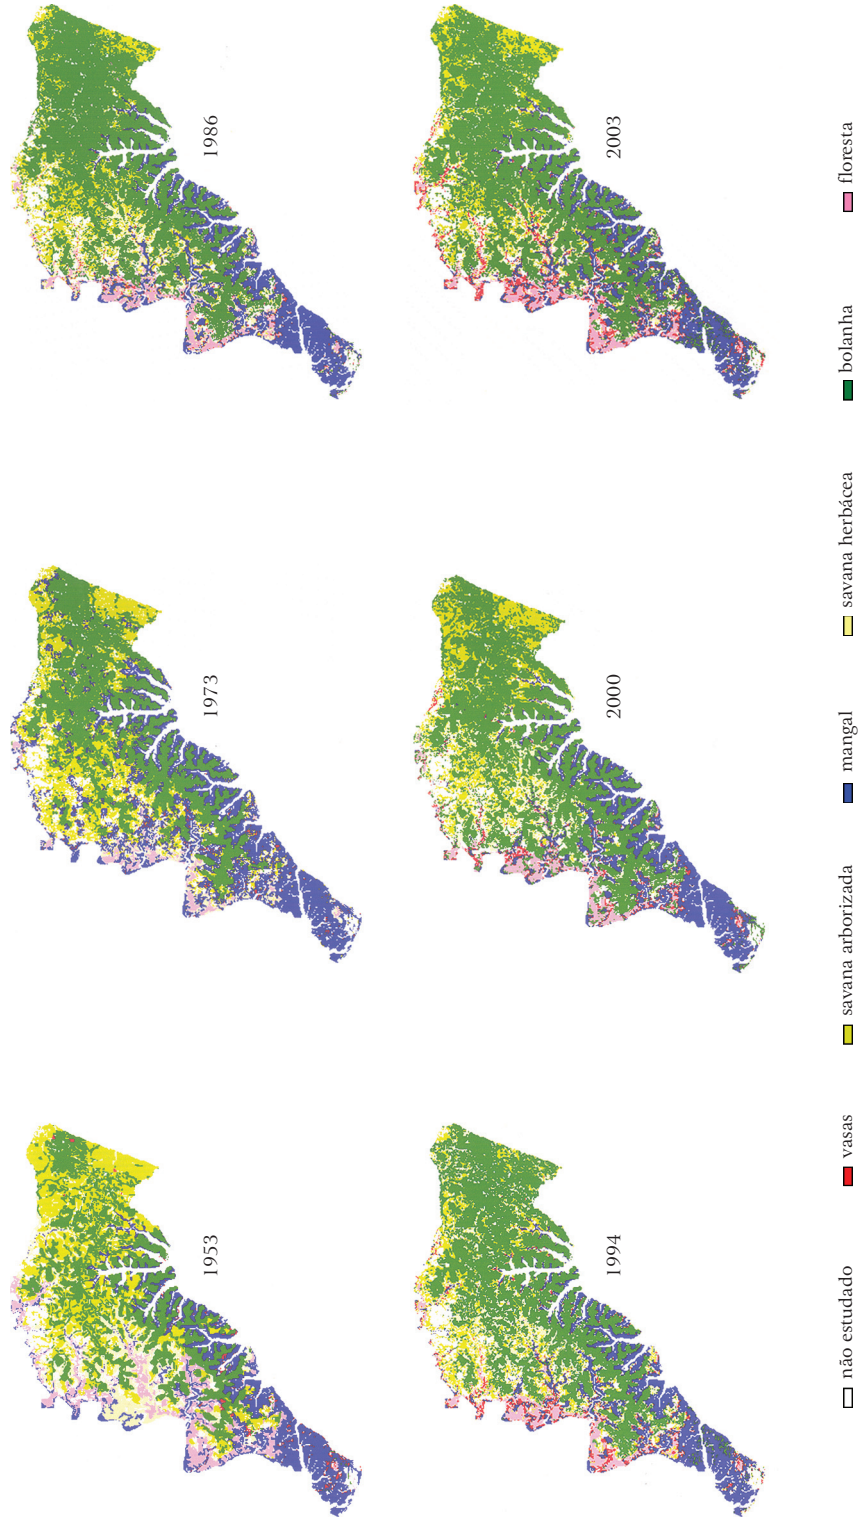 1953
1973
1986
1994
2000
2003
não estudado
vasas
savana arborizada
mangal
savana herbácea
bolanha
floresta